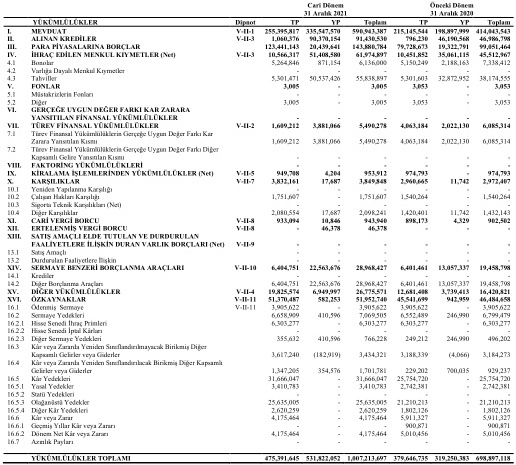 Cari Dönem Önceki Dönem
31 Aralık 2021 31 Aralık 2020
YÜKÜMLÜLÜKLER Dipnot TP YP Toplam TP YP Toplam
I. MEVDUAT V-II-1 255,395,817 335,547,570 590,943,387 215,145,544 198,897,999 414,043,543
II. ALINAN KREDİLER V-II-3 1,060,376 90,370,154 91,430,530 796,230 46,190,568 46,986,798
III. PARA PİYASALARINA BORÇLAR 123,441,143 20,439,641 143,880,784 79,728,673 19,322,791 99,051,464
IV. İHRAÇ EDİLEN MENKUL KIYMETLER (Net) V-II-3 10,566,317 51,408,580 61,974,897 10,451,852 35,061,115 45,512,967
4.1 Bonolar 5,264,846 871,154 6,136,000 5,150,249 2,188,163 7,338,412
4.2 Varlığa Dayalı Menkul Kıymetler - - - - - -
4.3 Tahviller 5,301,471 50,537,426 55,838,897 5,301,603 32,872,952 38,174,555
V. FONLAR 3,005 - 3,005 3,053 - 3,053
5.1 Müstakrizlerin Fonları - - - - - -
5.2 Diğer 3,005 - 3,005 3,053 - 3,053
VI. GERÇEĞE UYGUN DEĞER FARKI KAR ZARARA
YANSITILAN FİNANSAL YÜKÜMLÜLÜKLER - - - - - -
VII. TÜREV FİNANSAL YÜKÜMLÜLÜKLER V-II-2 1,609,212 3,881,066 5,490,278 4,063,184 2,022,130 6,085,314
7.1 Türev Finansal Yükümlülüklerin Gerçeğe Uygun Değer Farkı Kar
Zarara Yansıtılan Kısmı 1,609,212 3,881,066 5,490,278 4,063,184 2,022,130 6,085,314
7.2 Türev Finansal Yükümlülüklerin Gerçeğe Uygun Değer Farkı Diğer
Kapsamlı Gelire Yansıtılan Kısmı - - - - - -
VIII. FAKTORİNG YÜKÜMLÜLÜKLERİ - - - - - -
IX. KİRALAMA İŞLEMLERİNDEN YÜKÜMLÜLÜKLER (Net) V-II-5 949,708 4,204 953,912 974,793 - 974,793
X. KARŞILIKLAR V-II-7 3,832,161 17,687 3,849,848 2,960,665 11,742 2,972,407
10.1 Yeniden Yapılanma Karşılığı - - - - - -
10.2 Çalışan Hakları Karşılığı 1,751,607 - 1,751,607 1,540,264 - 1,540,264
10.3 Sigorta Teknik Karşılıkları (Net) - - - - - -
10.4 Diğer Karşılıklar 2,080,554 17,687 2,098,241 1,420,401 11,742 1,432,143
XI. CARİ VERGİ BORCU V-II-8 933,094 10,846 943,940 898,173 4,329 902,502
XII. ERTELENMİŞ VERGİ BORCU V-II-8 - 46,378 46,378 - - -
XIII. SATIŞ AMAÇLI ELDE TUTULAN VE DURDURULAN
FAALİYETLERE İLİŞKİN DURAN VARLIK BORÇLARI (Net) V-II-9 - - - - - -
13.1 Satış Amaçlı - - - - - -
13.2 Durdurulan Faaliyetlere İlişkin - - - - - -
XIV. SERMAYE BENZERİ BORÇLANMA ARAÇLARI V-II-10 6,404,751 22,563,676 28,968,427 6,401,461 13,057,337 19,458,798
14.1 Krediler - - - - - -
14.2 Diğer Borçlanma Araçları 6,404,751 22,563,676 28,968,427 6,401,461 13,057,337 19,458,798
XV. DİĞER YÜKÜMLÜLÜKLER V-II-4 19,825,574 6,949,997 26,775,571 12,681,408 3,739,413 16,420,821
XVI. ÖZKAYNAKLAR V-II-11 51,370,487 582,253 51,952,740 45,541,699 942,959 46,484,658
16.1 Ödenmiş Sermaye V-II-11 3,905,622 - 3,905,622 3,905,622 - 3,905,622
16.2 Sermaye Yedekleri 6,658,909 410,596 7,069,505 6,552,489 246,990 6,799,479
16.2.1 Hisse Senedi İhraç Primleri 6,303,277 - 6,303,277 6,303,277 - 6,303,277
16.2.2 Hisse Senedi İptal Kârları - - - - - -
16.2.3 Diğer Sermaye Yedekleri 355,632 410,596 766,228 249,212 246,990 496,202
16.3 Kâr veya Zararda Yeniden Sınıflandırılmayacak Birikmiş Diğer
Kapsamlı Gelirler veya Giderler 3,617,240 (182,919) 3,434,321 3,188,339 (4,066) 3,184,273
16.4 Kâr veya Zararda Yeniden Sınıflandırılacak Birikmiş Diğer Kapsamlı
Gelirler veya Giderler 1,347,205 354,576 1,701,781 229,202 700,035 929,237
16.5 Kâr Yedekleri 31,666,047 - 31,666,047 25,754,720 - 25,754,720
16.5.1 Yasal Yedekler 3,410,783 - 3,410,783 2,742,381 - 2,742,381
16.5.2 Statü Yedekleri - - - - - -
16.5.3 Olağanüstü Yedekler 25,635,005 - 25,635,005 21,210,213 - 21,210,213
16.5.4 Diğer Kâr Yedekleri 2,620,259 - 2,620,259 1,802,126 - 1,802,126
16.6 Kâr veya Zarar 4,175,464 - 4,175,464 5,911,327 - 5,911,327
16.6.1 Geçmiş Yıllar Kâr veya Zararı - - - 900,871 - 900,871
16.6.2 Dönem Net Kâr veya Zararı 4,175,464 - 4,175,464 5,010,456 - 5,010,456
16.7 Azınlık Payları - - - - - -
YÜKÜMLÜLÜKLER TOPLAMI 475,391,645 531,822,052 1,007,213,697 379,646,735 319,250,383 698,897,118